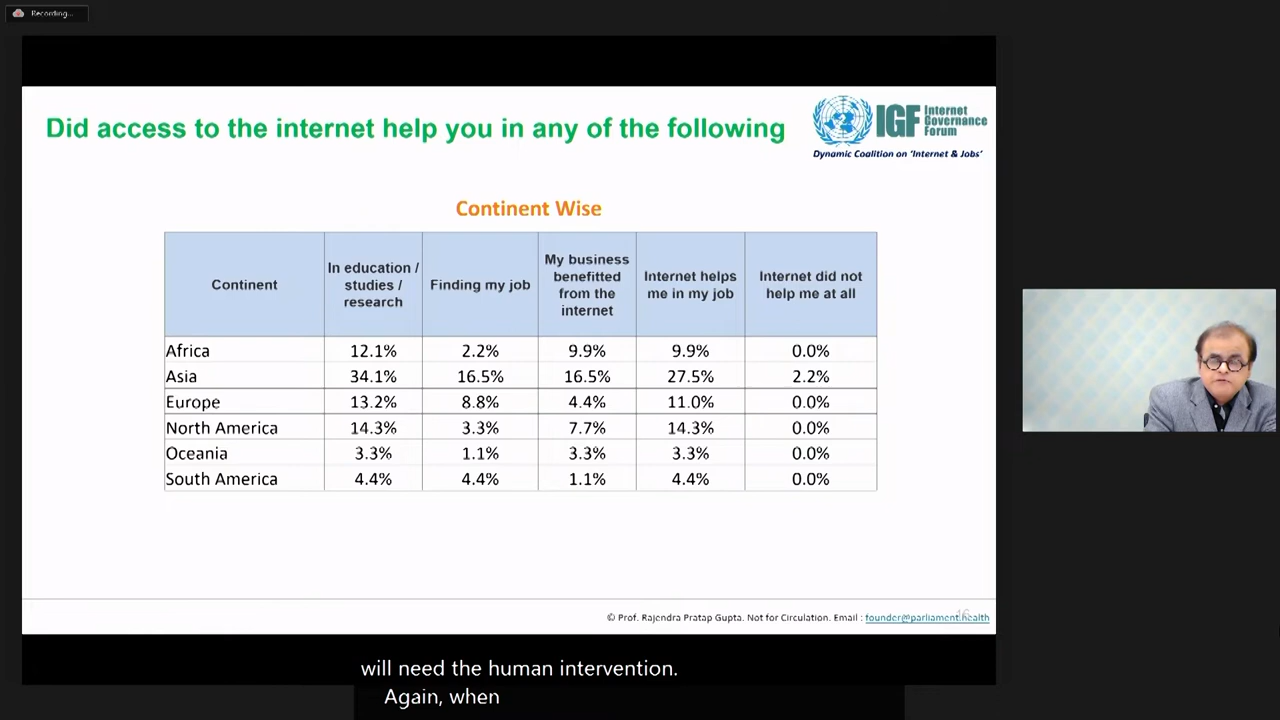 Recording...
Did access to the internet help you in any of the following
IGF Internet Governance Forum
Dynamic Coalition on 'Internet & Jobs'
Continent Wise
Continent | In education / studies / research | Finding my job | My business benefitted from the internet | Internet helps me in my job | Internet did not help me at all
Africa 12.1% 2.2% 9.9% 9.9% 0.0%
Asia 34.1% 16.5% 16.5% 27.5% 2.2%
Europe 13.2% 8.8% 4.4% 11.0% 0.0%
North America 14.3% 3.3% 7.7% 14.3% 0.0%
Oceania 3.3% 1.1% 3.3% 3.3% 0.0%
South America 4.4% 4.4% 1.1% 4.4% 0.0%
16
© Prof. Rajendra Pratap Gupta. Not for Circulation. Email : founder@parliament.health
will need the human intervention.
Again, when